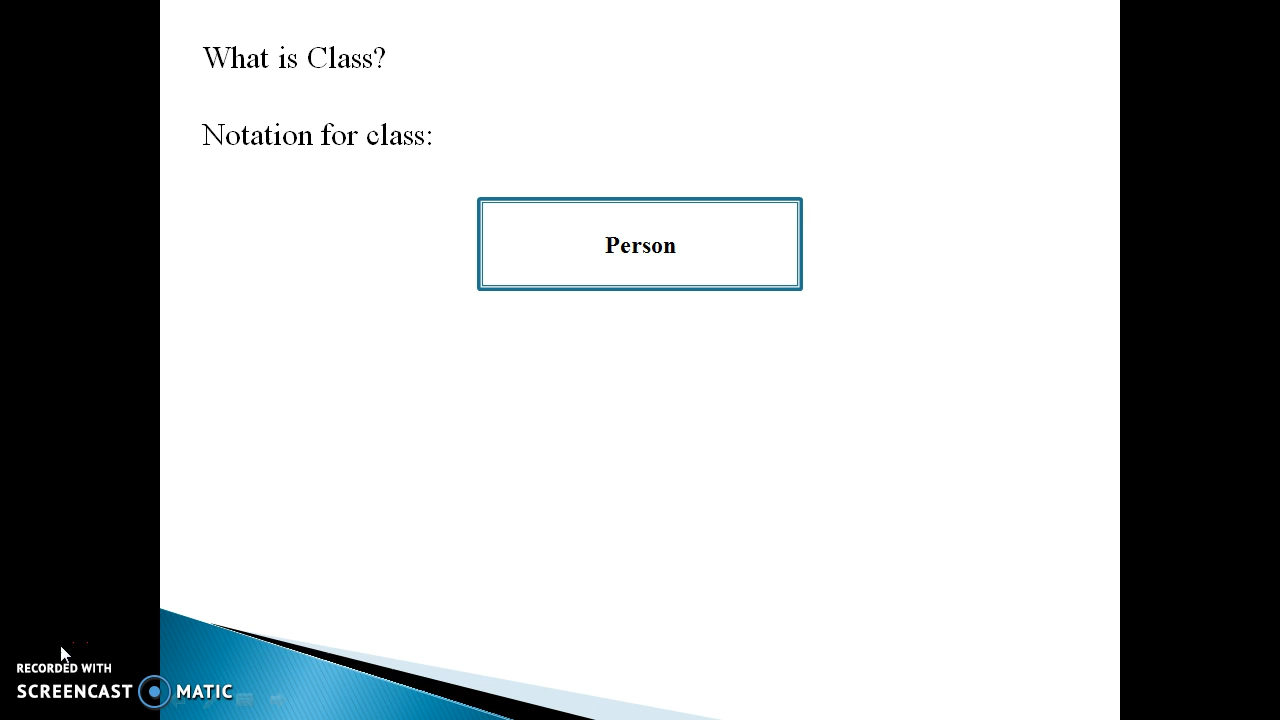 What is Class?
Notation for class:
Person
RECORDED WITH
SCREENCAST MATIC